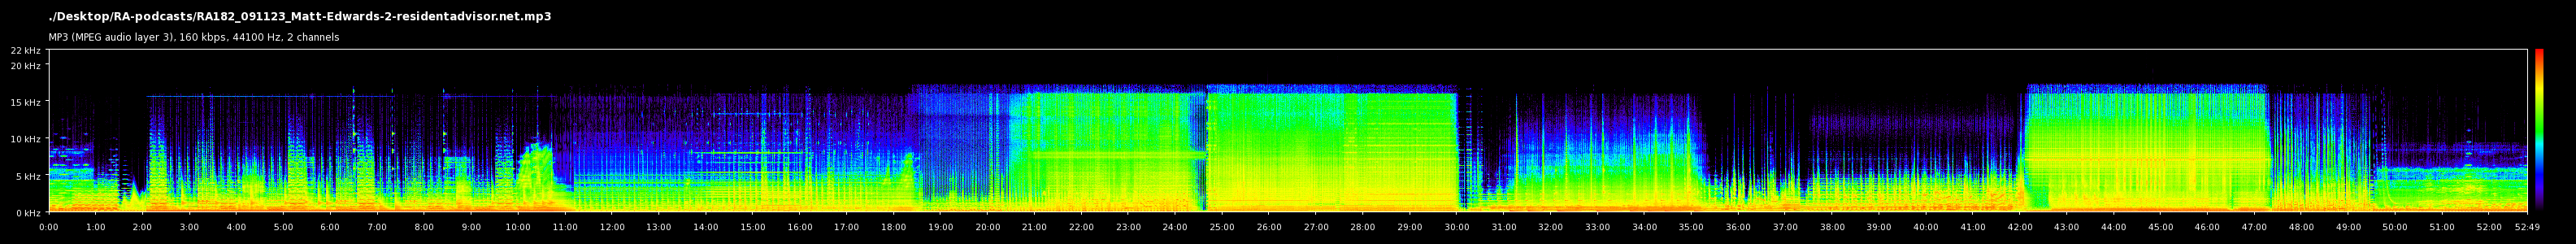 ./Desktop/RA-podcasts/RA182_091123_Matt-Edwards-2-residentadvisor.net.mp3
MP3 (MPEG audio layer 3), 160 kbps, 44100 Hz, 2 channels
22 kHz
20 kHz
15 kHz
10 kHz
5 kHz
0 kHz
0:00 1:00 2:00 3:00 4:00 5:00 6:00 7:00 8:00 9:00 10:00 11:00 12:00 13:00 14:00 15:00 16:00 17:00 18:00 19:00 20:00 21:00 22:00 23:00 24:00 25:00 26:00 27:00 28:00 29:00 30:00 31:00 32:00 33:00 34:00 35:00 36:00 37:00 38:00 39:00 40:00 41:00 42:00 43:00 44:00 45:00 46:00 47:00 48:00 49:00 50:00 51:00 52:00 52:49